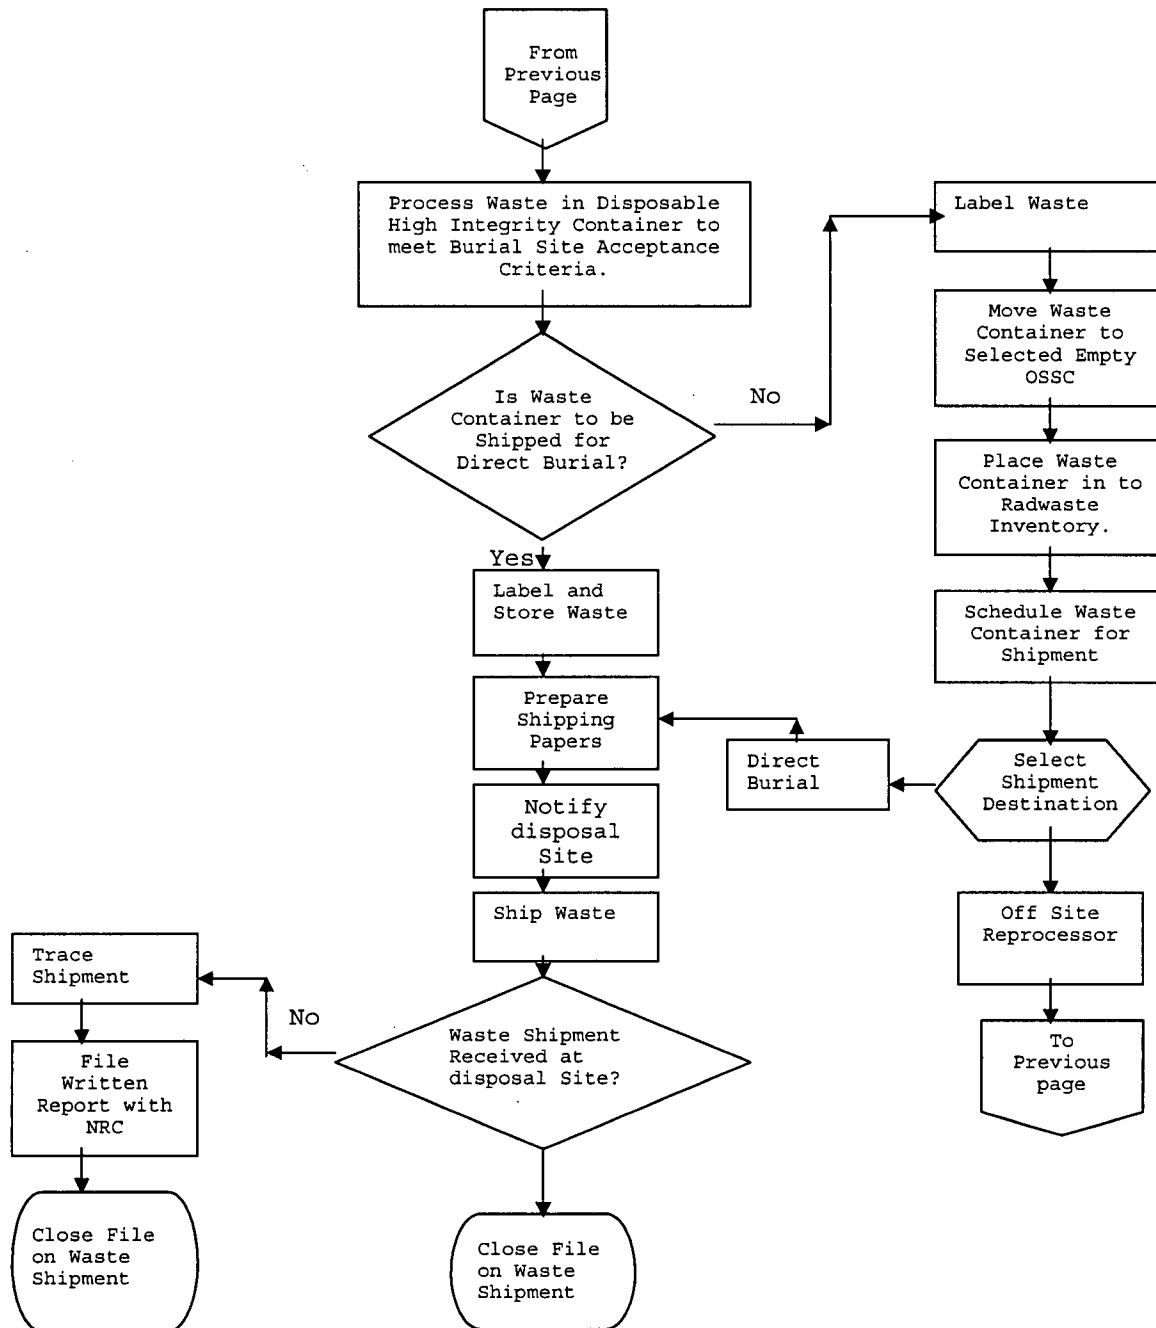 From
Previous
Page
Process Waste in Disposable
High Integrity Container to
meet Burial Site Acceptance
Criteria.
Is Waste
Container to be
Shipped for
Direct Burial?
No
Yes
Label and
Store Waste
Prepare
Shipping
Papers
Notify
disposal
Site
Ship Waste
Waste Shipment
Received at
disposal Site?
No
Trace
Shipment
File
Written
Report with
NRC
Close File
on Waste
Shipment
Close File
on Waste
Shipment
Label Waste
Move Waste
Container to
Selected Empty
OSSC
Place Waste
Container in to
Radwaste
Inventory.
Schedule Waste
Container for
Shipment
Select
Shipment
Destination
Direct
Burial
Off Site
Reprocessor
To
Previous
page